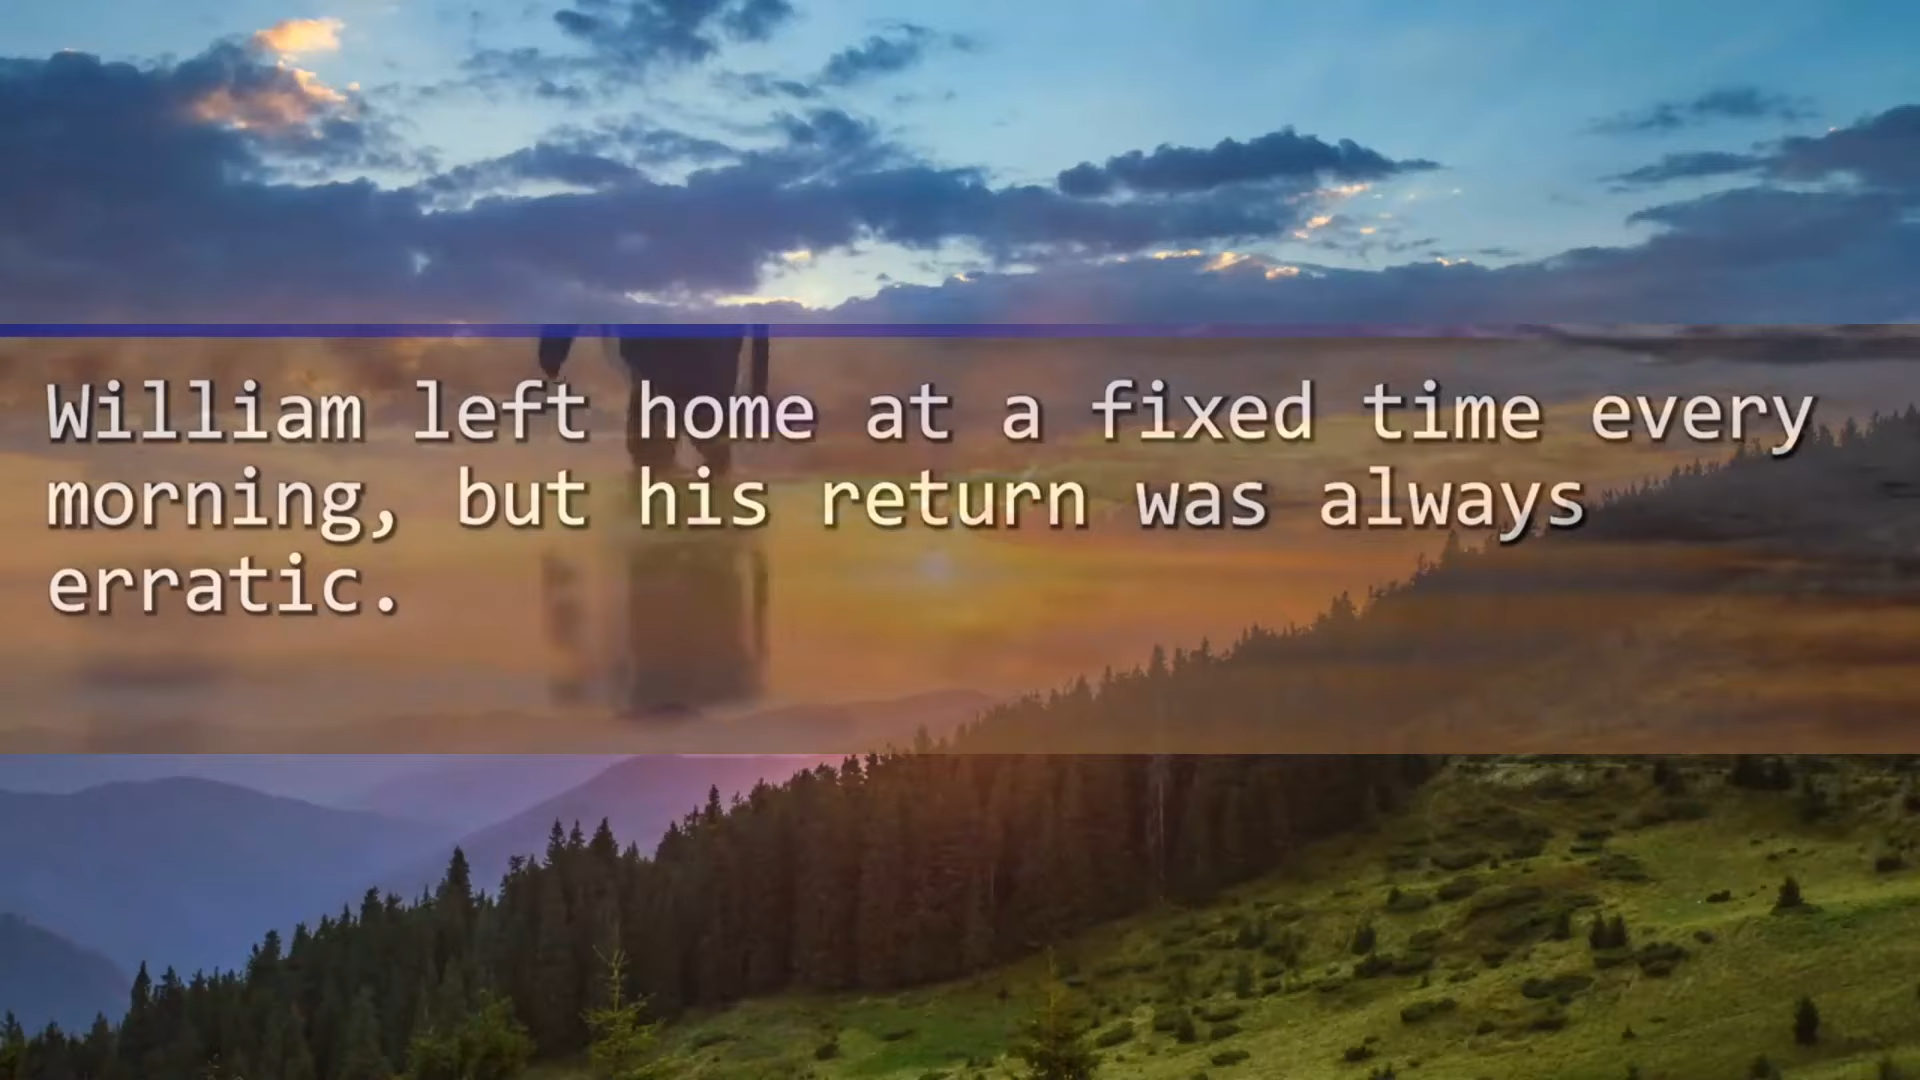 William left home at a fixed time every
morning, but his return was always
erratic.